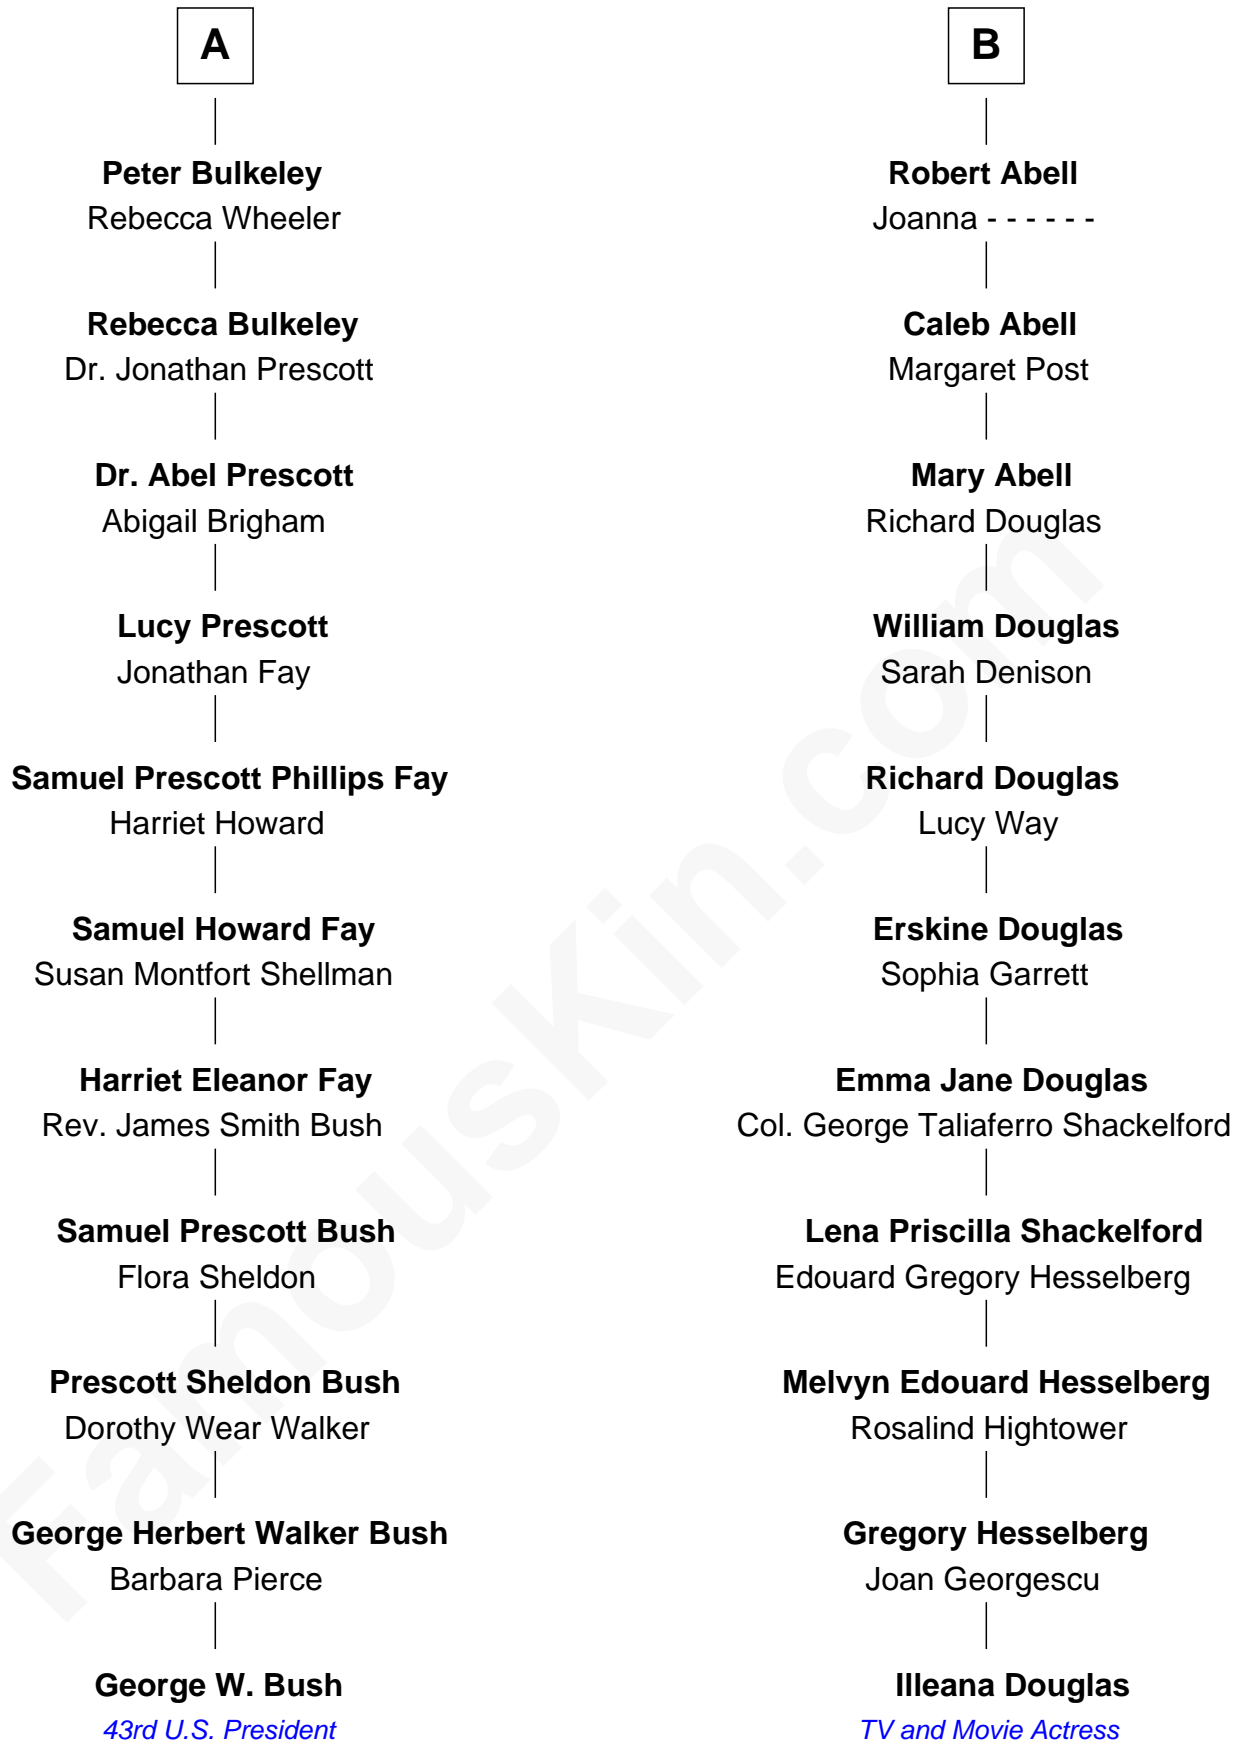 A
Peter Bulkeley
Rebecca Wheeler
Rebecca Bulkeley
Dr. Jonathan Prescott
Dr. Abel Prescott
Abigail Brigham
Lucy Prescott
Jonathan Fay
Samuel Prescott Phillips Fay
Harriet Howard
Samuel Howard Fay
Susan Montfort Shellman
Harriet Eleanor Fay
Rev. James Smith Bush
Samuel Prescott Bush
Flora Sheldon
Prescott Sheldon Bush
Dorothy Wear Walker
George Herbert Walker Bush
Barbara Pierce
George W. Bush
43rd U.S. President
B
Robert Abell
Joanna - - - - - -
Caleb Abell
Margaret Post
Mary Abell
Richard Douglas
William Douglas
Sarah Denison
Richard Douglas
Lucy Way
Erskine Douglas
Sophia Garrett
Emma Jane Douglas
Col. George Taliaferro Shackelford
Lena Priscilla Shackelford
Edouard Gregory Hesselberg
Melvyn Edouard Hesselberg
Rosalind Hightower
Gregory Hesselberg
Joan Georgescu
Illeana Douglas
TV and Movie Actress
FamousKin.com